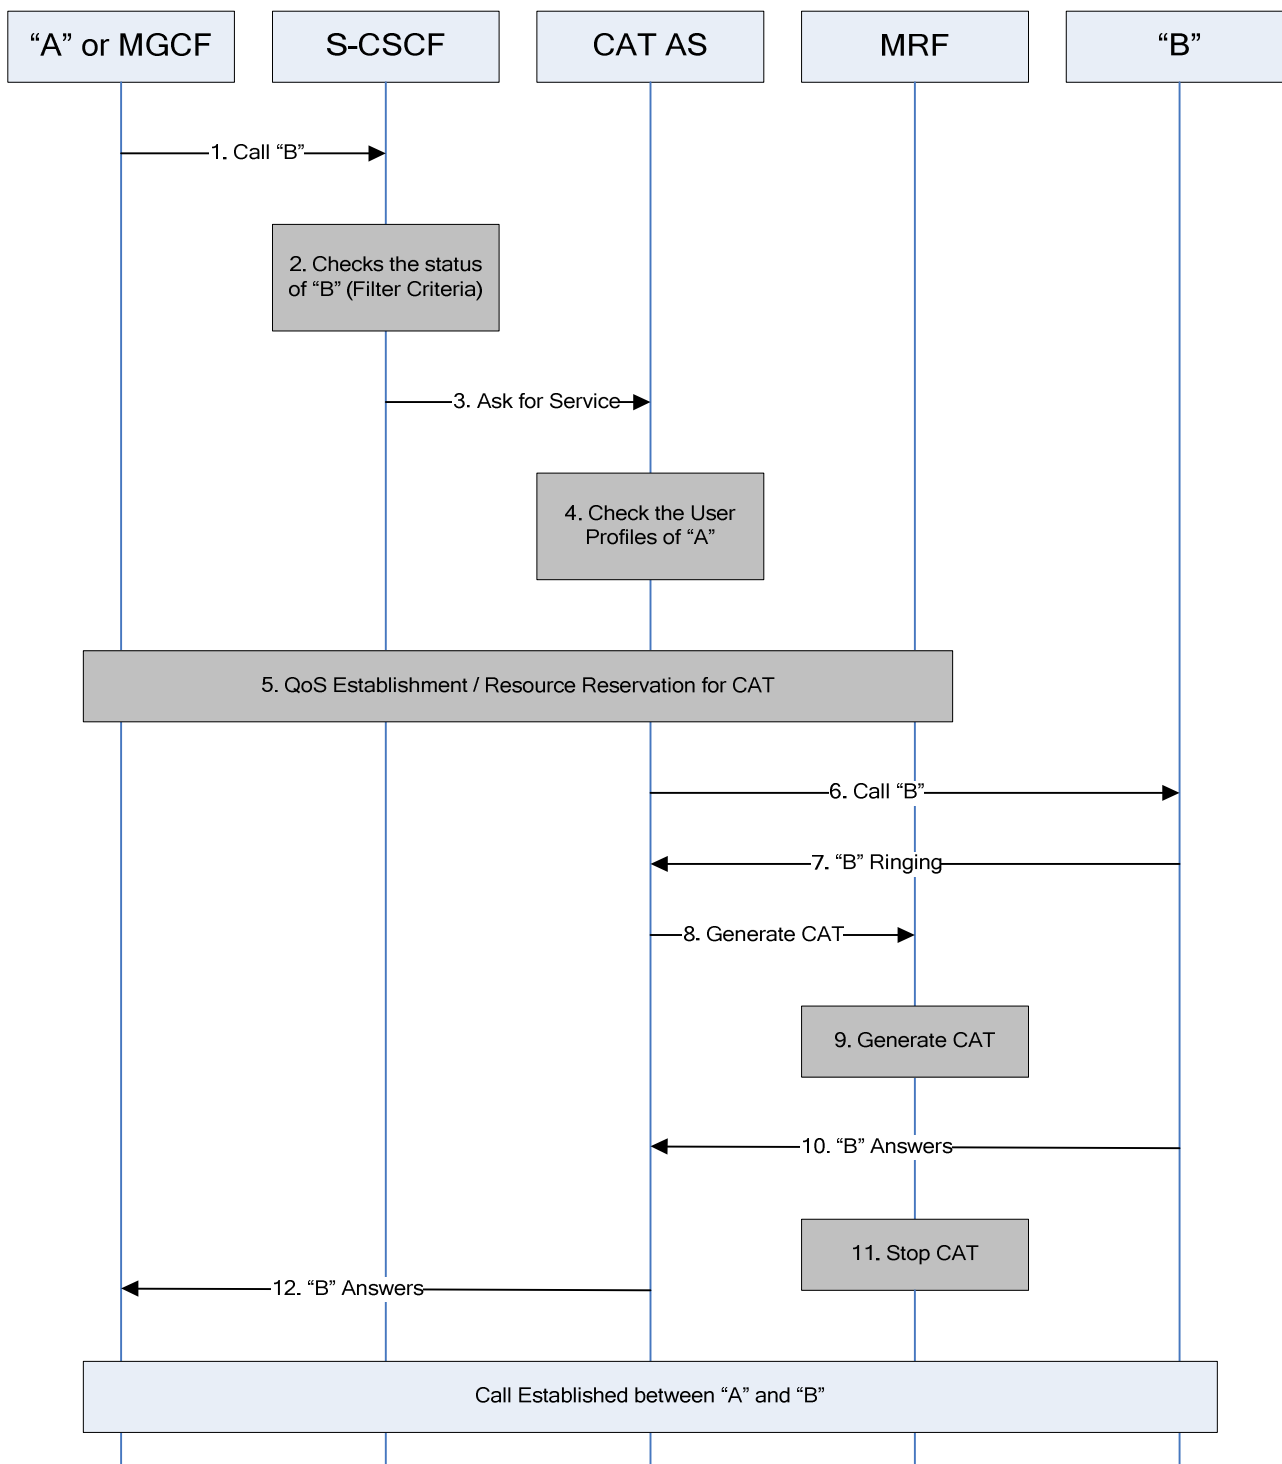 “A” or MGCF
S-CSCF
CAT AS
MRF
“B”
1. Call “B”
2. Checks the status
of “B” (Filter Criteria)
3. Ask for Service
4. Check the User
Profiles of “A”
5. QoS Establishment / Resource Reservation for CAT
6. Call “B”
7. “B” Ringing
8. Generate CAT
9. Generate CAT
10. “B” Answers
11. Stop CAT
12. “B” Answers
Call Established between “A” and “B”